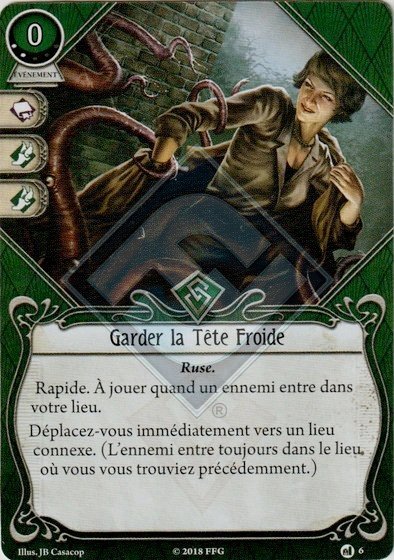 0
ÉVÉNEMENT
Garder la Tête Froide
Ruse.
Rapide. À jouer quand un ennemi entre dans
votre lieu.
Déplacez-vous immédiatement vers un lieu
connexe. (L'ennemi entre toujours dans le lieu
où vous vous trouviez précédemment.)
®
Illus. JB Casacop
© 2018 FFG
6